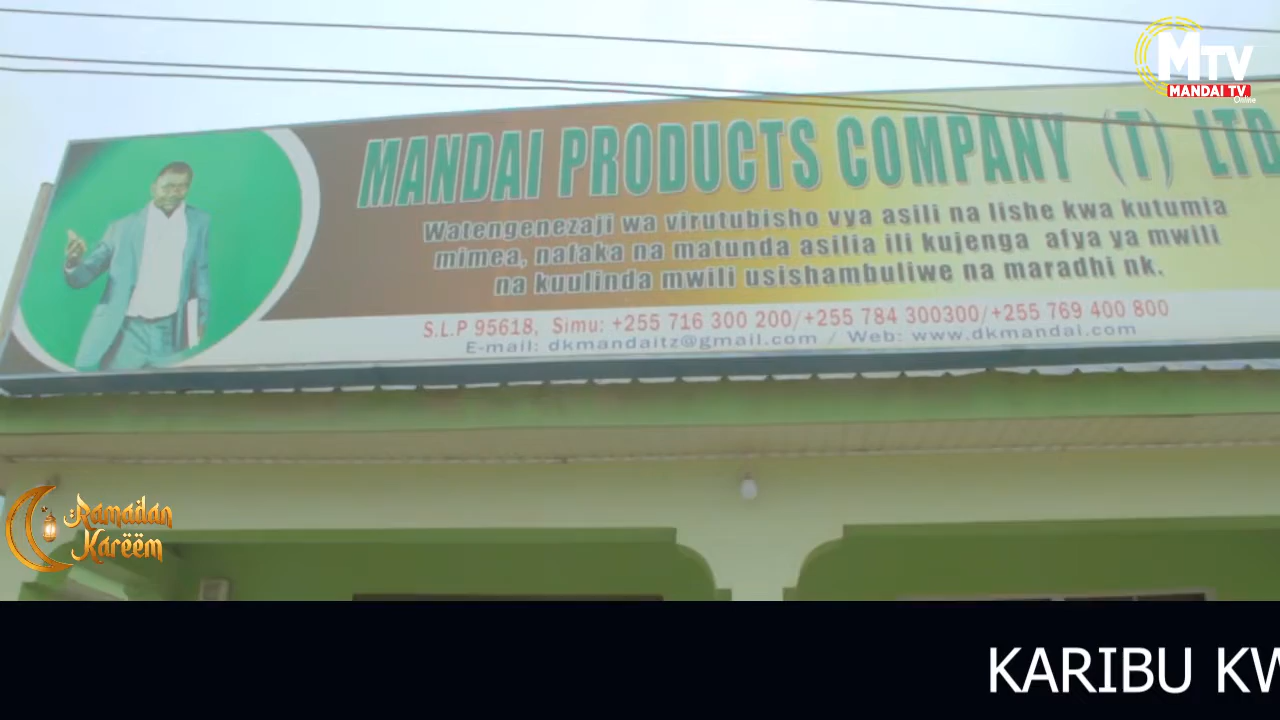 MTV
MANDAI TV
Online
MANDAI PRODUCTS COMPANY (T) LTD
Watengenezaji wa virutubisho vya asili na lishe kwa kutumia
mimea, nafaka na matunda asilia ili kujenga afya ya mwili
na kuulinda mwili usishambuliwe na maradhi nk.
S.L.P 95618, Simu: +255 716 300 200/+255 784 300300/+255 769 400 800
E-mail: dkmandaitz@gmail.com / Web: www.dkmandai.com
Ramadan
Karëëm
KARIBU KW